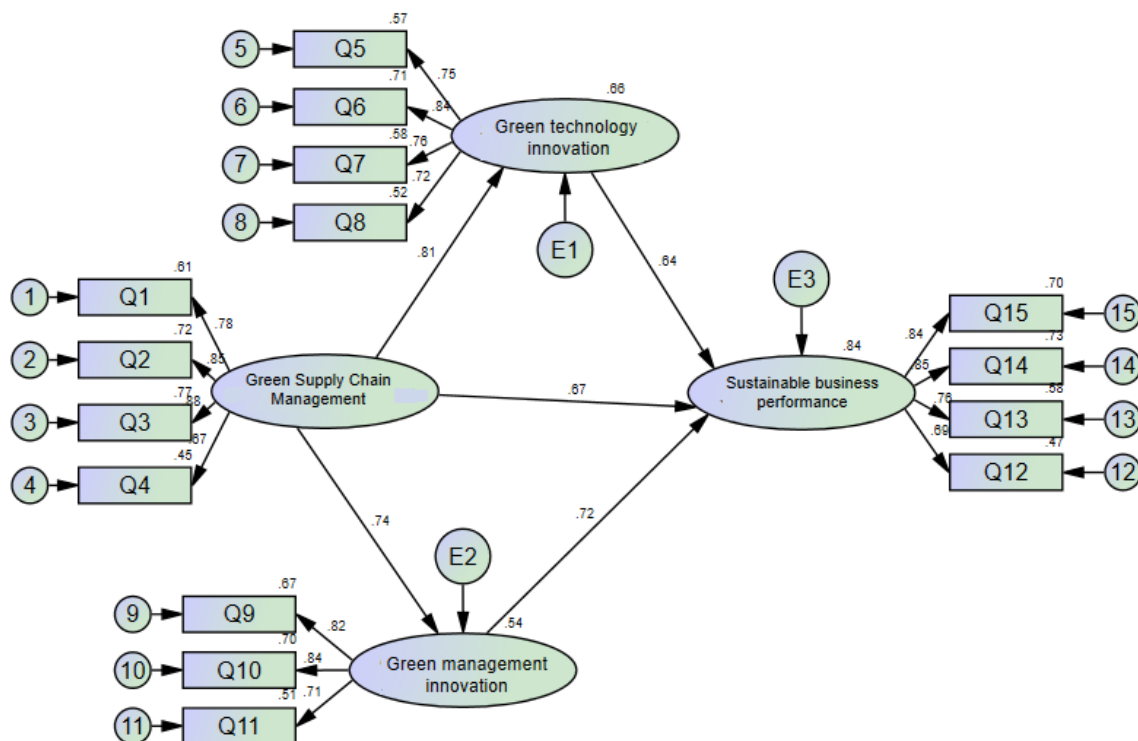 .57
5
Q5
.75
.71
6
Q6
.84
.66
Green technology
innovation
.58
7
Q7
.76
.72
.52
8
Q8
.81
E1
.64
E3
.61
1
Q1
.78
.72
2
Q2
.85
.77
.88
3
Q3
.67
.45
4
Q4
Green Supply Chain
Management
.67
.84
Sustainable business
performance
.70
.84
Q15
15
.73
.85
Q14
14
.58
.76
Q13
13
.69
.47
Q12
12
.74
.72
E2
.67
9
Q9
.82
.54
.70
10
Q10
.84
Green management
innovation
.51
.71
11
Q11